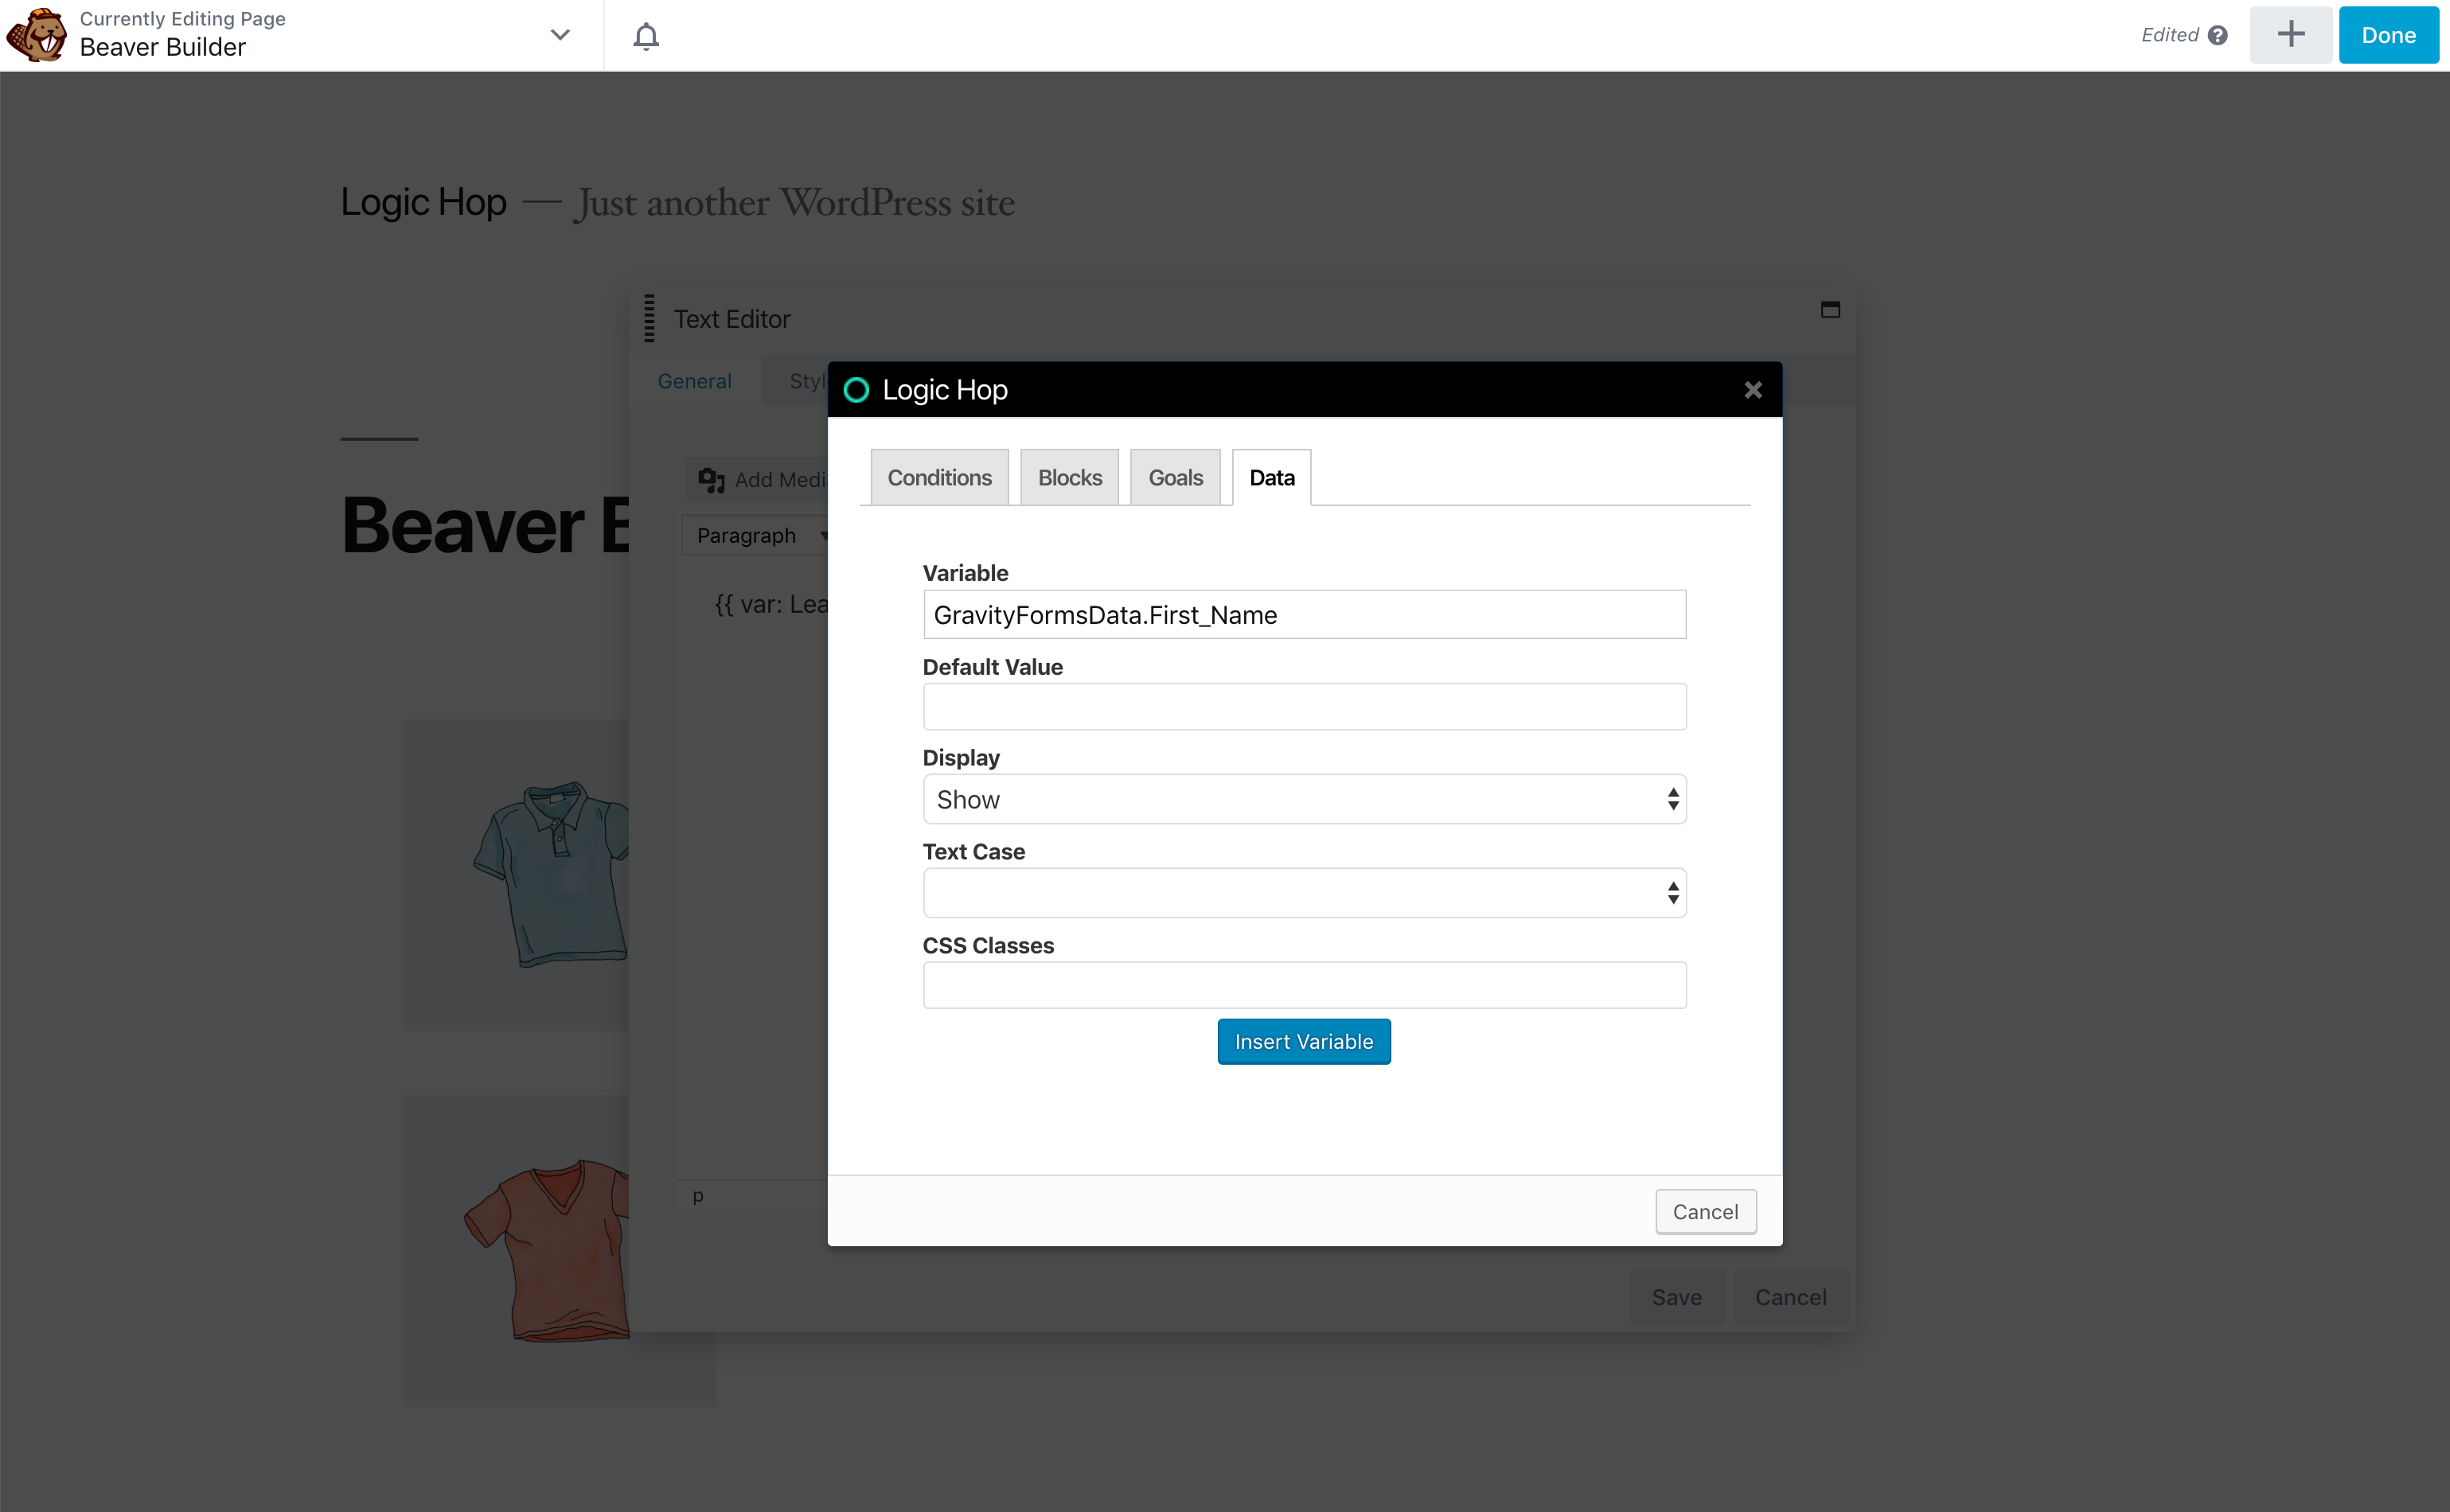 Currently Editing Page
Beaver Builder
Edited
Done
Logic Hop — Just another WordPress site
Text Editor
General
Logic Hop
Conditions
Blocks
Goals
Data
Add Medi
Beaver
Paragraph
{{ var: Lea
Variable
GravityFormsData.First_Name
Default Value
Display
Show
Text Case
CSS Classes
Insert Variable
p
Cancel
Save
Cancel